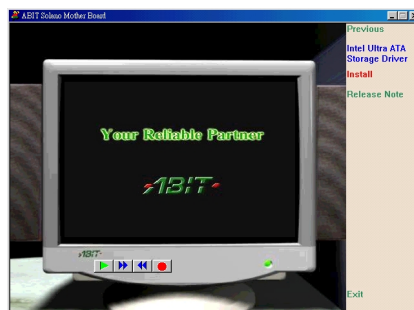 ABIT Solano Mother Board
Previous
Intel Ultra ATA
Storage Driver
Install
Release Note
Your Reliable Partner
ABIT
ABIT
Exit